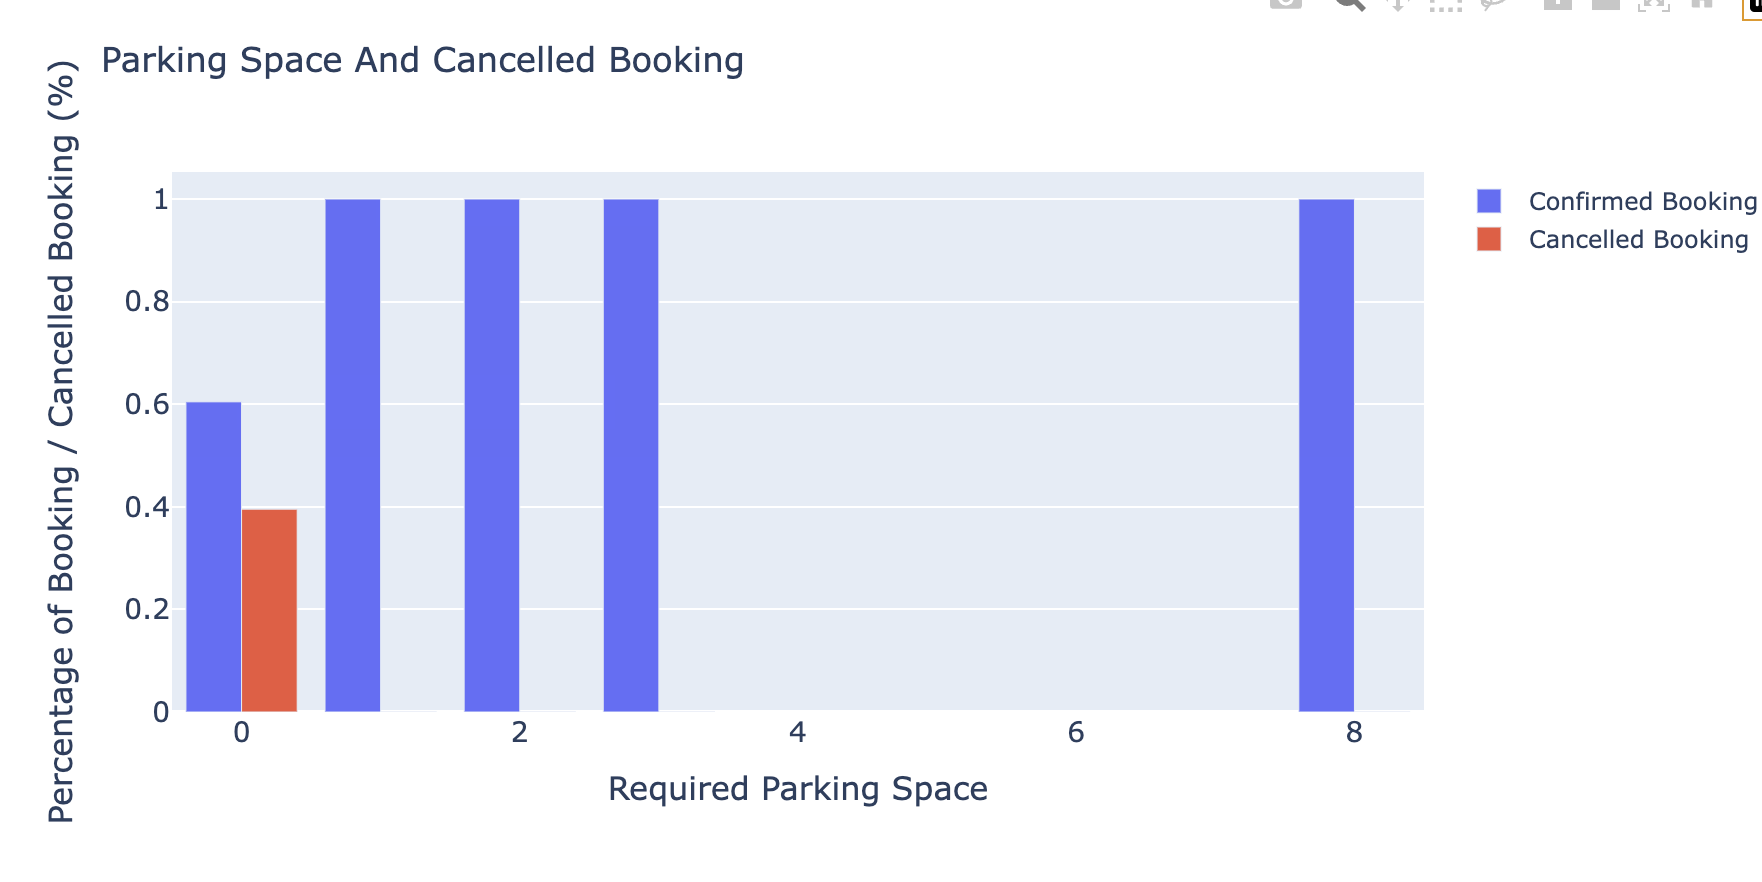 Parking Space And Cancelled Booking
Percentage of Booking / Cancelled Booking (%)
1
0.8
0.6
0.4
0.2
0
0
2
4
6
8
Required Parking Space
Confirmed Booking
Cancelled Booking